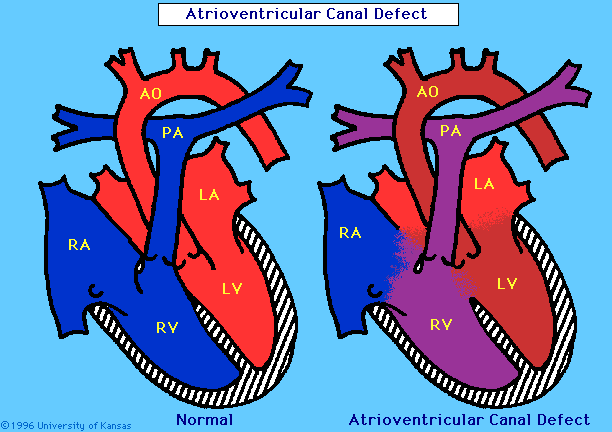 Atrioventricular Canal Defect
AO
PA
LA
RA
LV
RV
Normal
AO
PA
LA
RA
LV
RV
Atrioventricular Canal Defect
©1996 University of Kansas